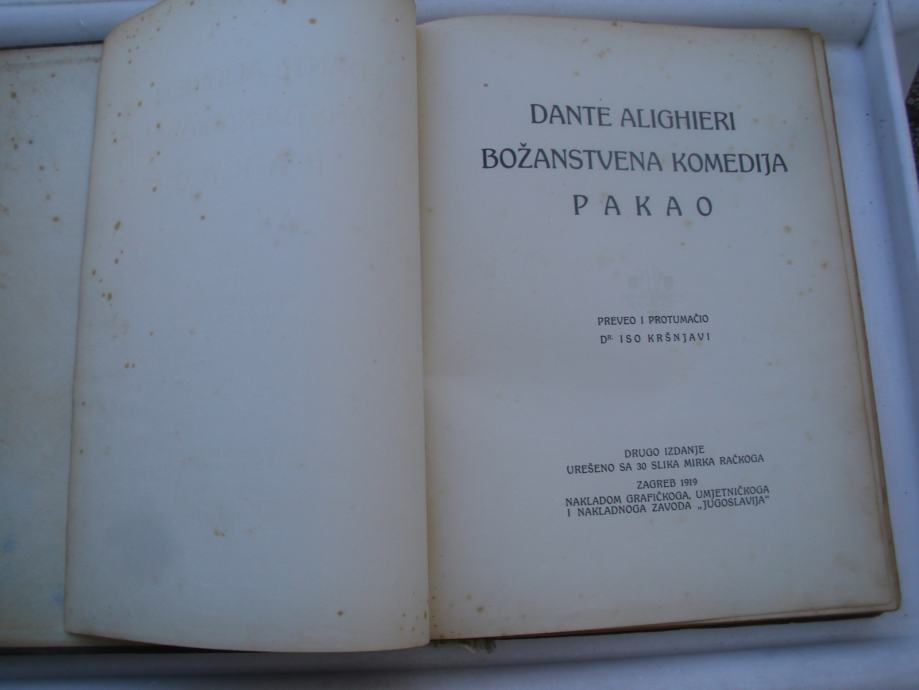 DANTE ALIGHIERI
BOŽANSTVENA KOMEDIJA
PAKAO
PREVEO I PROTUMAČIO
DR. ISO KRŠNJAVI
DRUGO IZDANJE
UREŠENO SA 30 SLIKA MIRKA RAČKOGA
ZAGREB 1919
NAKLADOM GRAFIČKOGA, UMJETNIČKOGA
I NAKLADNOGA ZAVODA „JUGOSLAVIJA"